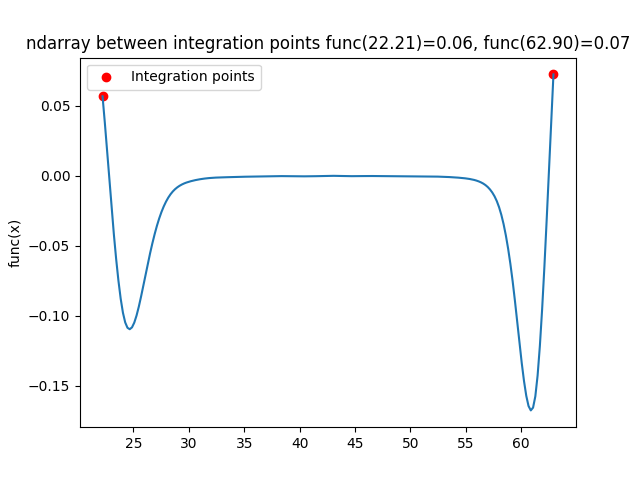 ndarray between integration points func(22.21)=0.06, func(62.90)=0.07
Integration points
0.05
0.00
−0.05
−0.10
−0.15
func(x)
25 30 35 40 45 50 55 60